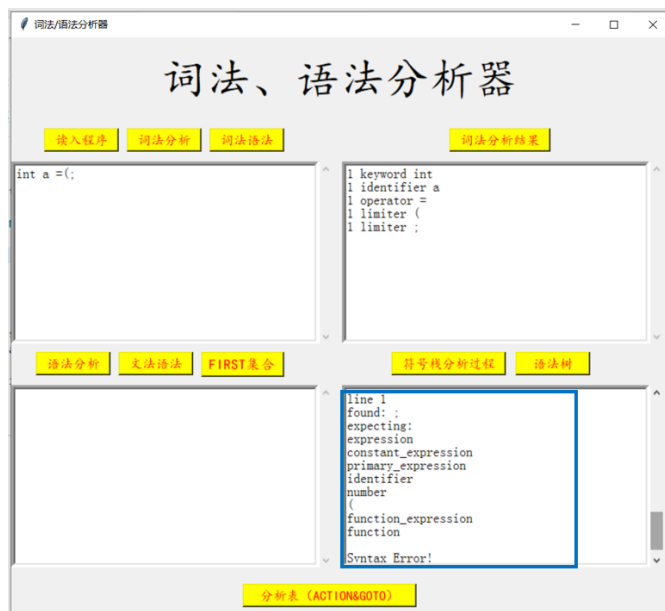 词法/语法分析器
词法、语法分析器
读入程序 词法分析 词法语法 词法分析结果
int a =(;
1 keyword int
1 identifier a
1 operator =
1 limiter (
1 limiter ;
语法分析 文法语法 FIRST集合 符号栈分析过程 语法树
line 1
found: ;
expecting:
expression
constant_expression
primary_expression
identifier
number
(
function_expression
function
Syntax Error!
分析表（ACTION&GOTO）